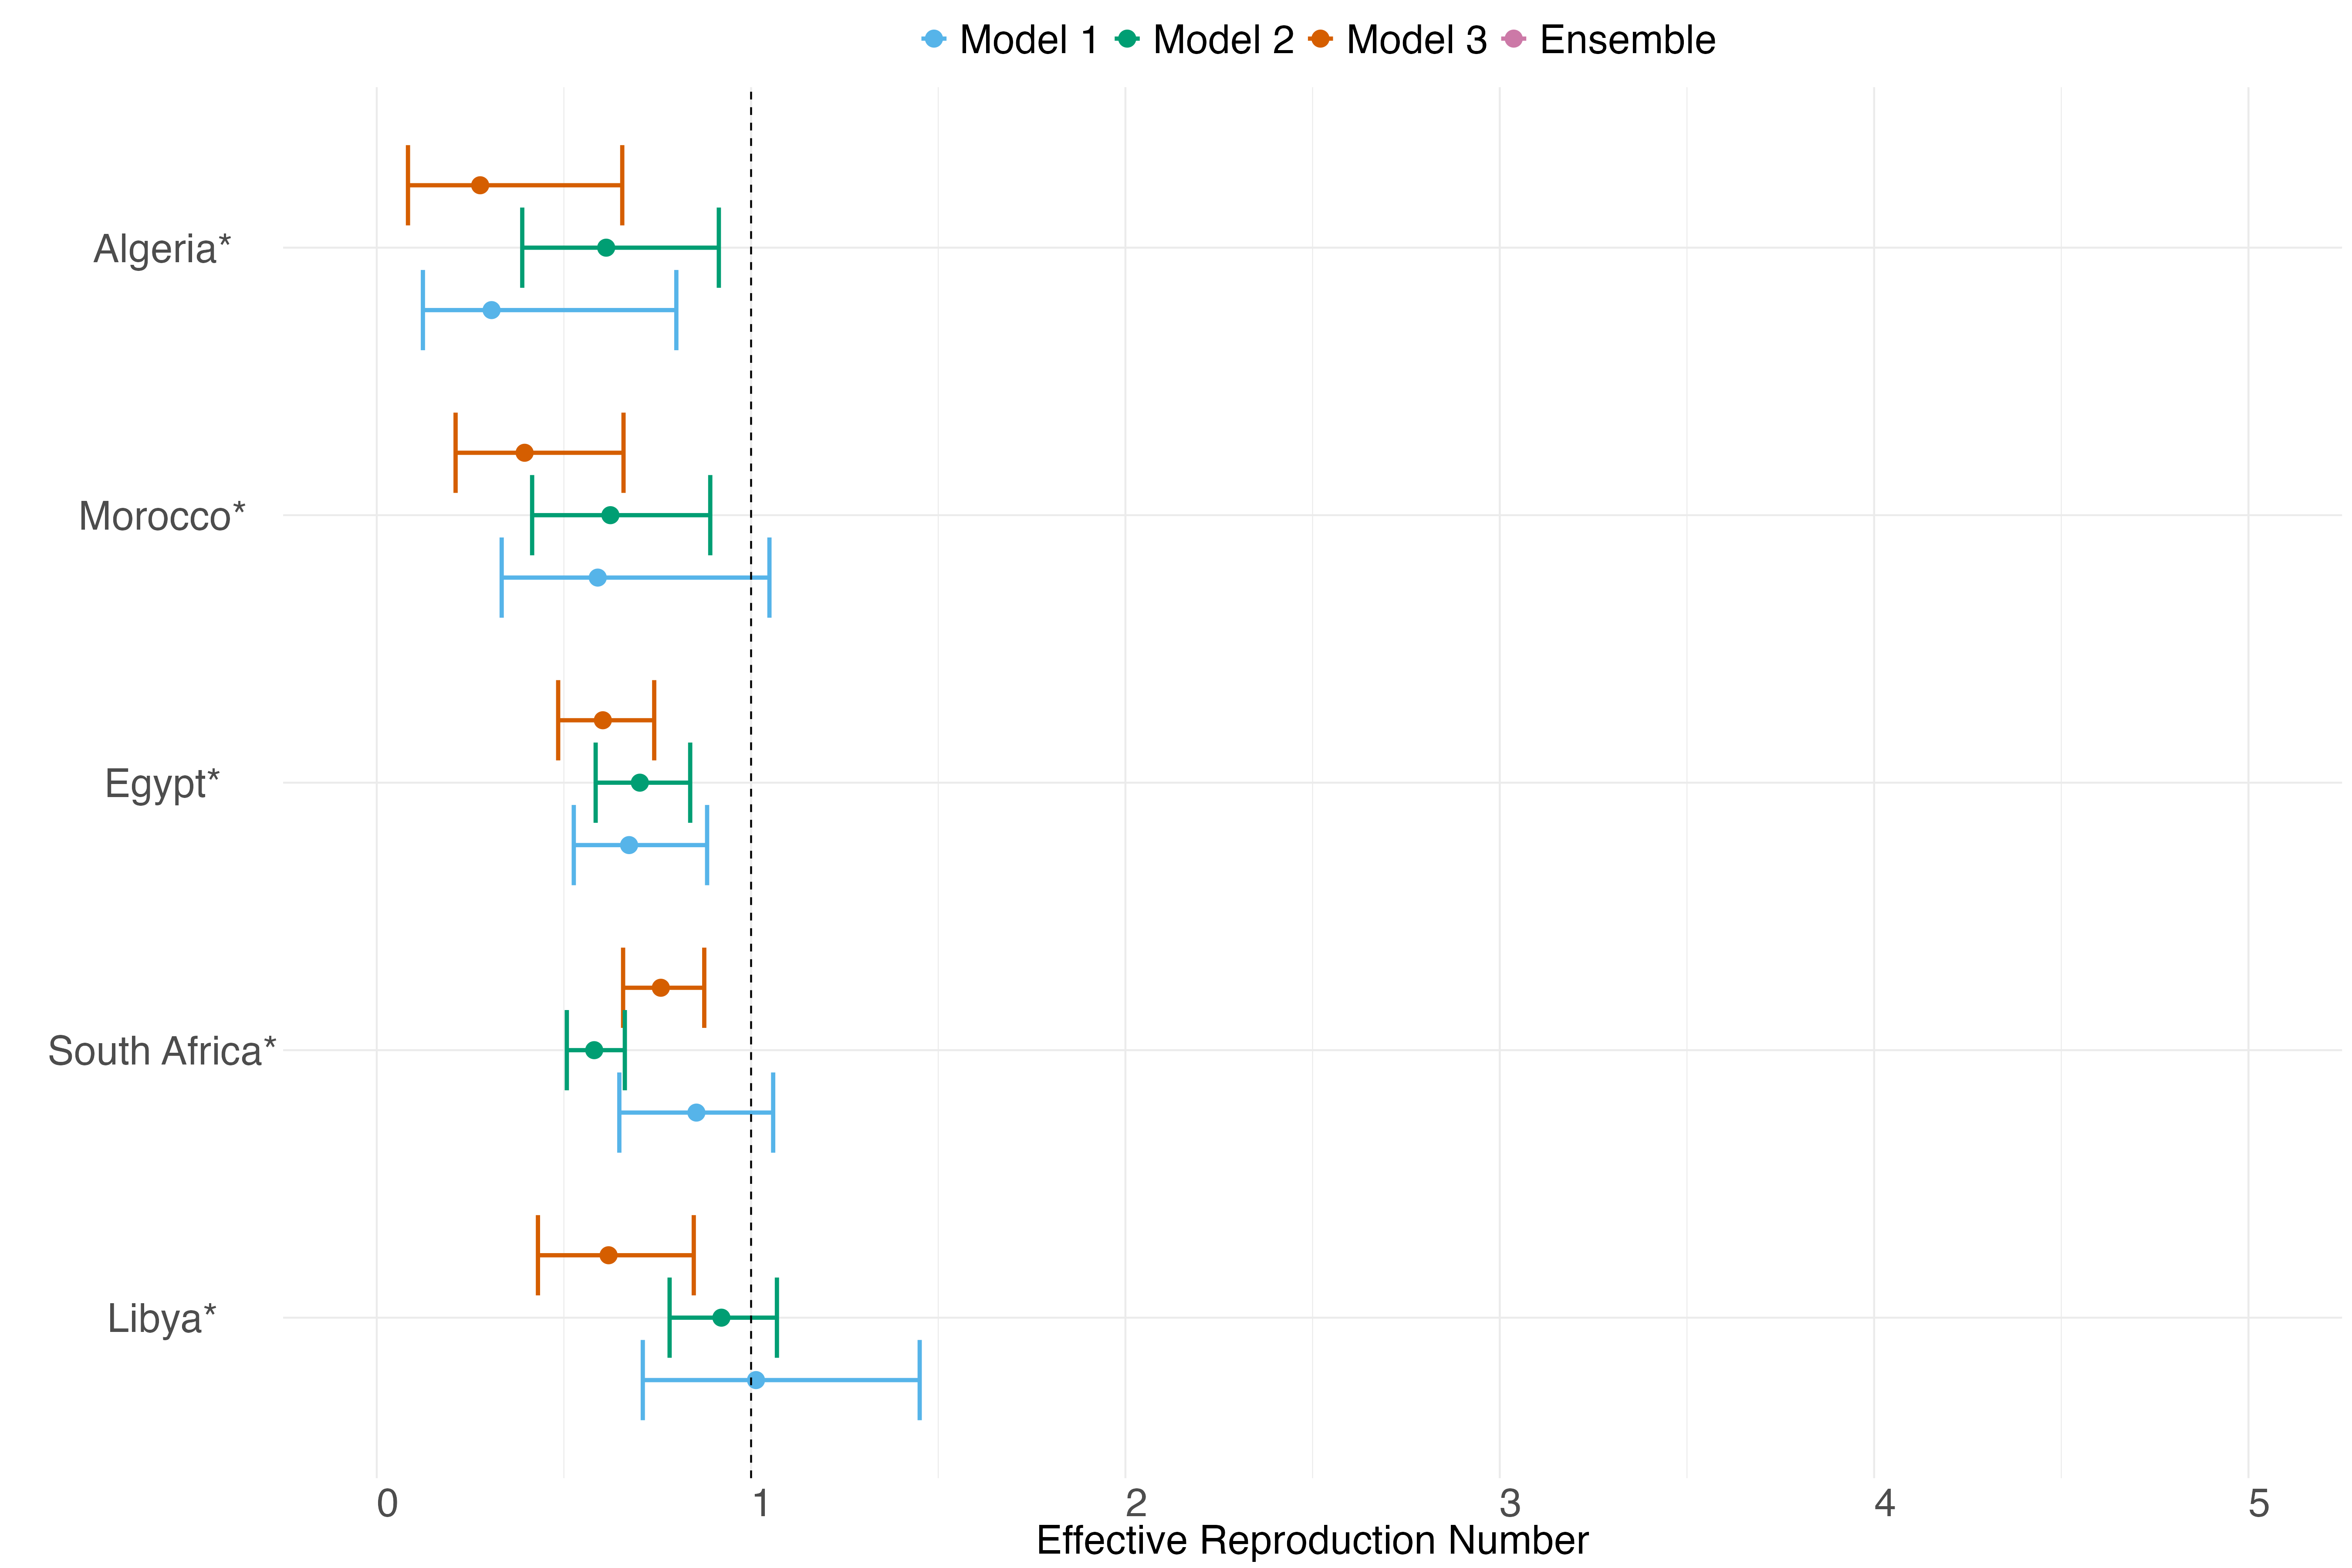 Model 1 Model 2 Model 3 Ensemble
Algeria*
Morocco*
Egypt*
South Africa*
Libya*
0 1 2 3 4 5
Effective Reproduction Number